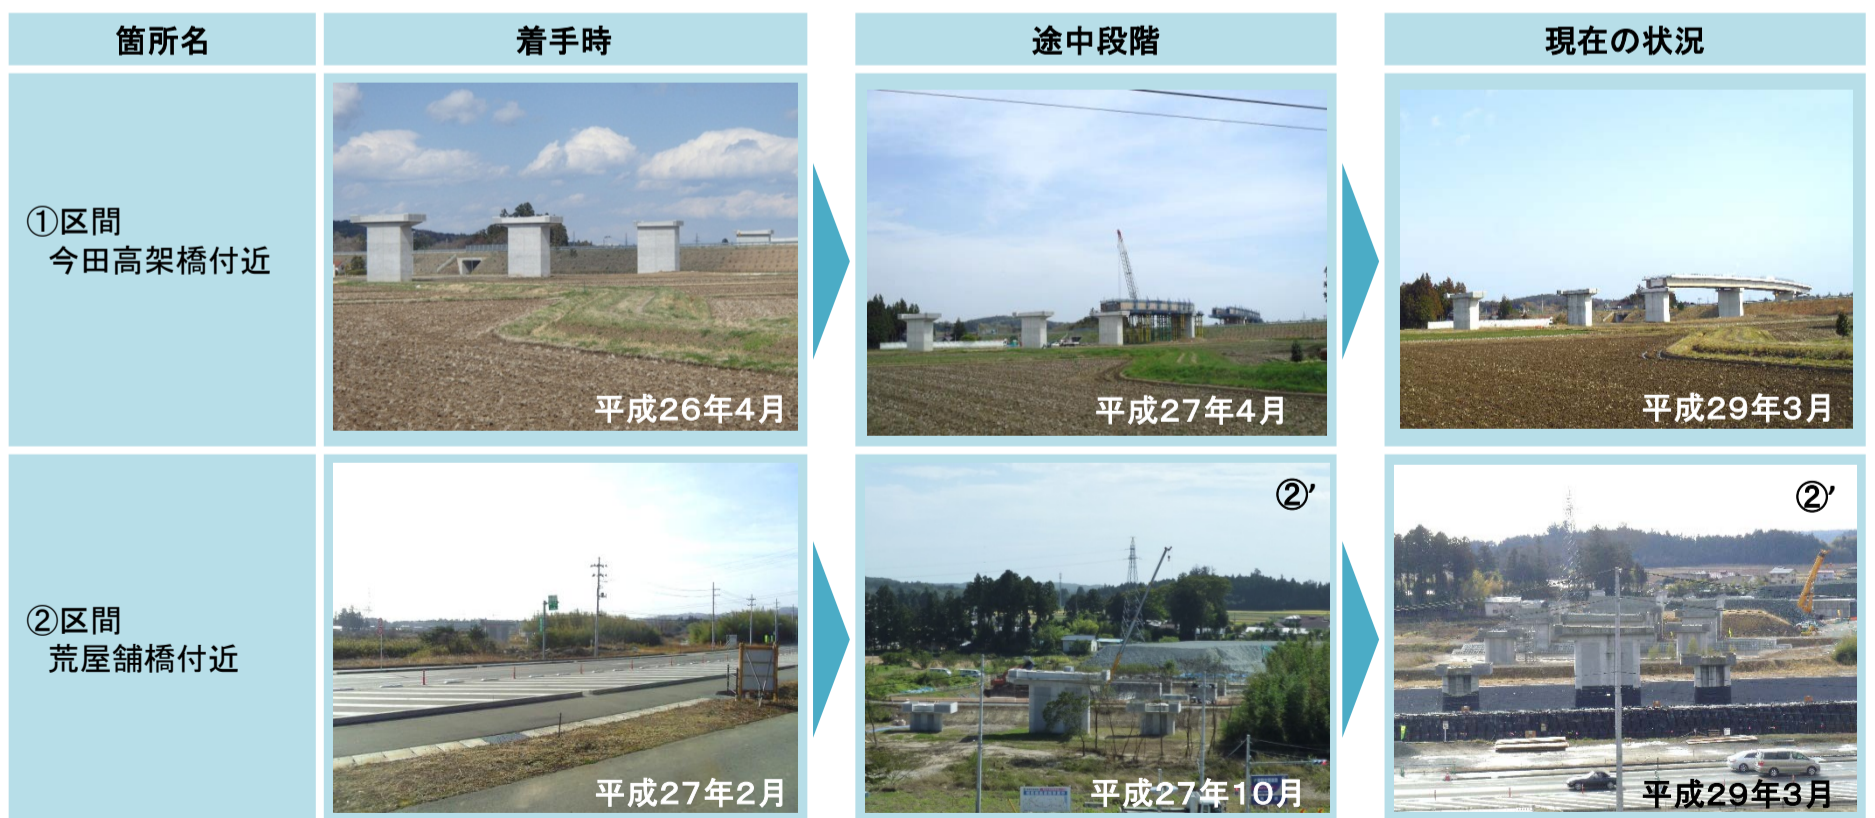 箇所名
着手時
途中段階
現在の状況
①区間
今田高架橋付近
平成26年4月
平成27年4月
平成29年3月
②区間
荒屋舗橋付近
平成27年2月
②'
平成27年10月
②'
平成29年3月